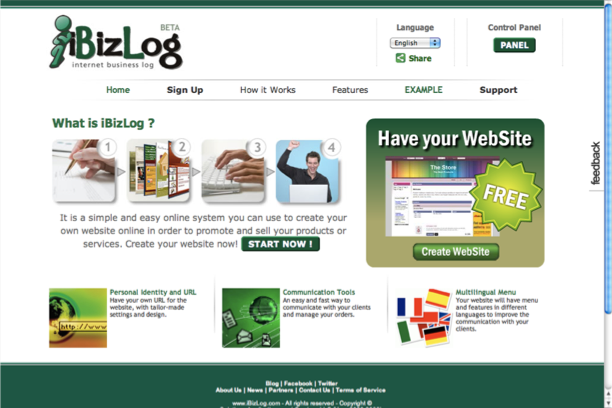 BETA
iBizLog
internet business log
Language
English
Share
Control Panel
PANEL
Home
Sign Up
How it Works
Features
EXAMPLE
Support
What is iBizLog ?
1
2
3
4
It is a simple and easy online system you can use to create your
own website online in order to promote and sell your products or
services. Create your website now! START NOW !
Have your WebSite
The Store
FREE
Create WebSite
feedback
Personal Identity and URL
Have your own URL for the
website, with tailor-made
settings and design.
http://www
Communication Tools
An easy and fast way to
communicate with your clients
and manage your orders.
Multilingual Menu
Your website will have menu
and features in different
languages to improve the
communication with your
clients.
Blog | Facebook | Twitter
About Us | News | Partners | Contact Us | Terms of Service
www.iBizLog.com - All rights reserved - Copyright ©